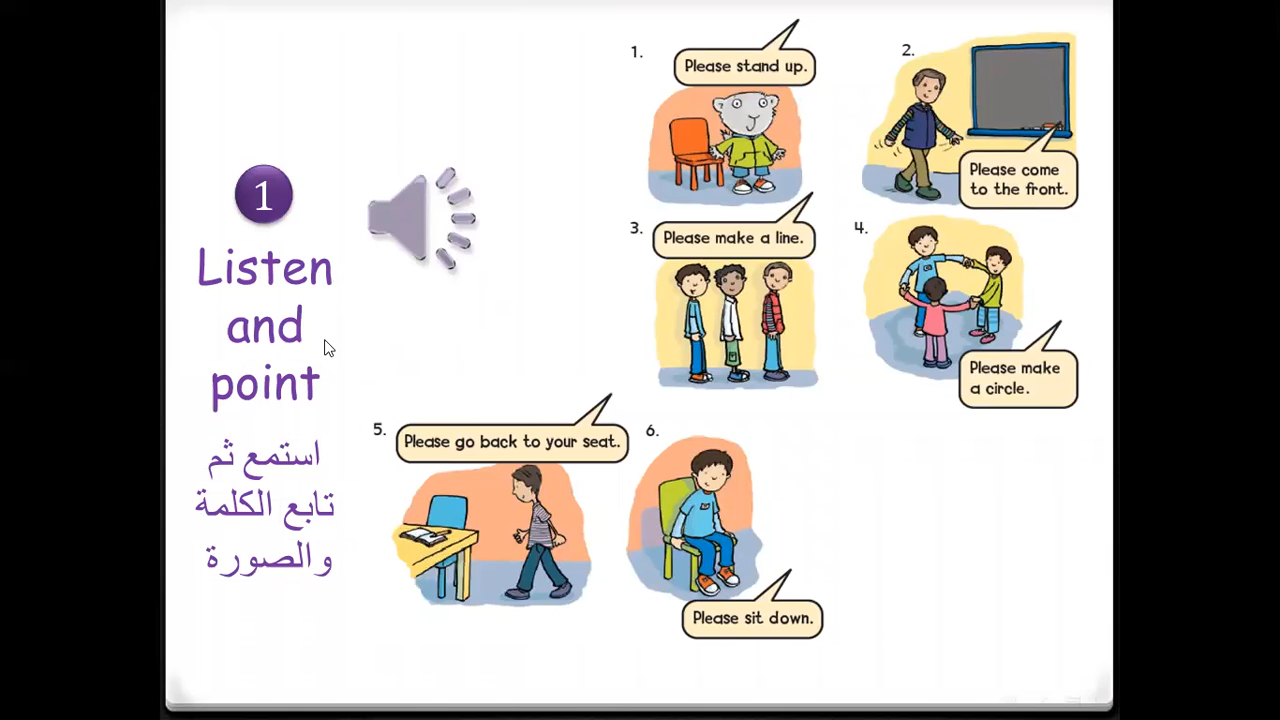 1
Listen
and
point
استمع ثم
تابع الكلمة
والصورة
1.
Please stand up.
2.
Please come
to the front.
3.
Please make a line.
4.
Please make
a circle.
5.
Please go back to your seat.
6.
Please sit down.